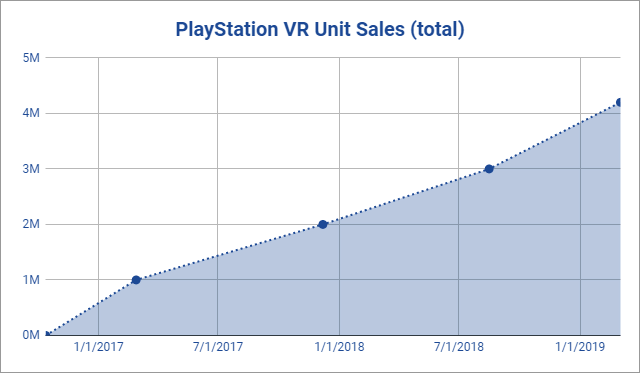 PlayStation VR Unit Sales (total)
5M
4M
3M
2M
1M
0M
1/1/2017 7/1/2017 1/1/2018 7/1/2018 1/1/2019